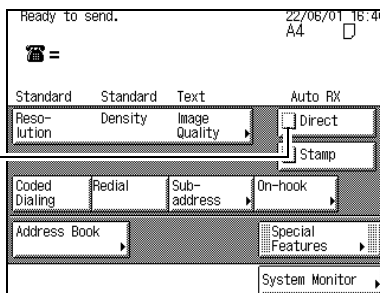 Ready to send. 22/06/01 16:40
A4
=
Standard Standard Text Auto RX
Reso-
lution
Density
Image
Quality
Direct
Stamp
Coded
Dialing
Redial
Sub-
address
On-hook
Address Book
Special
Features
System Monitor